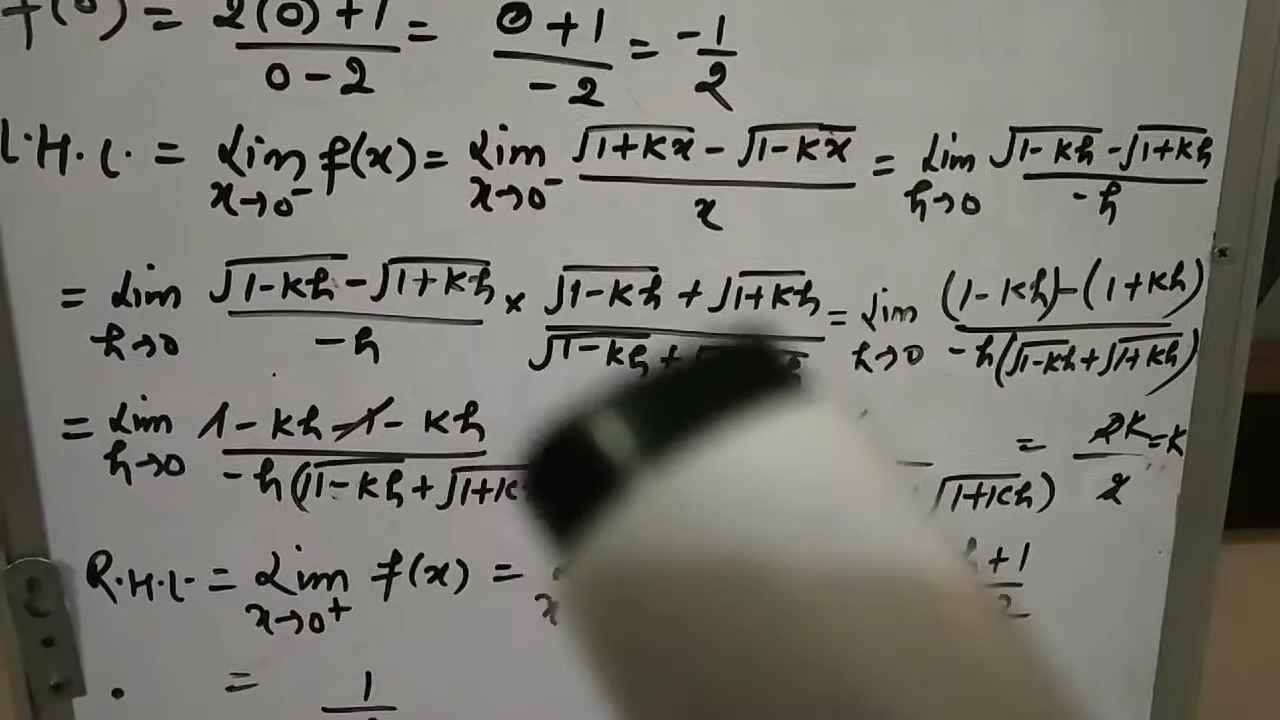 f(0) = 2(0)+1 / 0-2 = 0+1 / -2 = -1/2
L.H.L. = Lim x→0⁻ f(x) = Lim x→0⁻ √1+kx - √1-kx / x = Lim h→0 √1-kh - √1+kh / -h
= Lim h→0 √1-kh - √1+kh / -h × √1-kh + √1+kh / √1-kh + = Lim h→0 (1-kh)-(1+kh) / -h(√1-kh + √1+kh)
= Lim h→0 1-kh-1-kh / -h(√1-kh + √1+k √1+kh) = 2k / 2 = k
R.H.L. = Lim x→0⁺ f(x) = +1
= 1